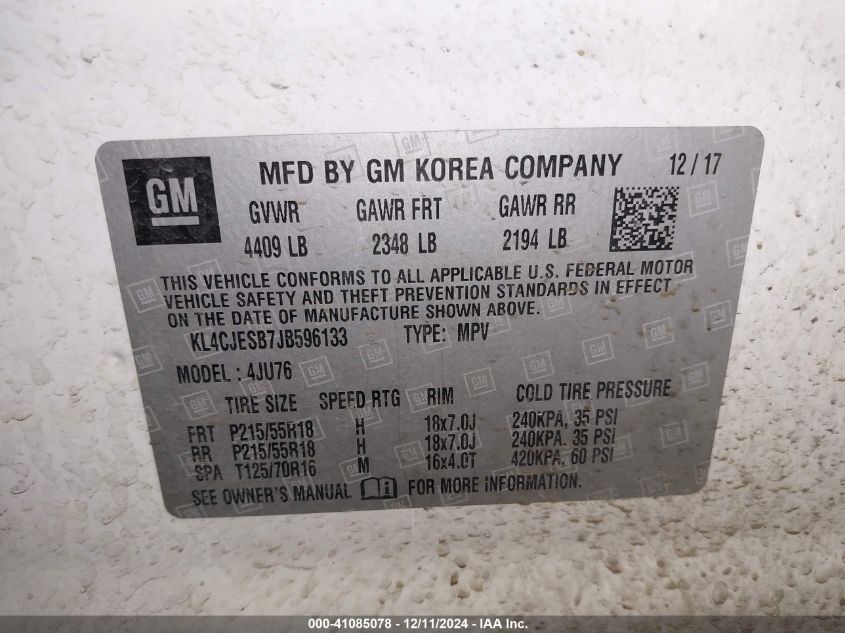 GM
MFD BY GM KOREA COMPANY 12/17
GVWR GAWR FRT GAWR RR
4409 LB 2348 LB 2194 LB
THIS VEHICLE CONFORMS TO ALL APPLICABLE U.S. FEDERAL MOTOR
VEHICLE SAFETY AND THEFT PREVENTION STANDARDS IN EFFECT
ON THE DATE OF MANUFACTURE SHOWN ABOVE.
KL4CJESB7JB596133 TYPE: MPV
MODEL: 4JU76
TIRE SIZE SPEED RTG RIM COLD TIRE PRESSURE
FRT P215/55R18 H 18x7.0J 240KPA, 35 PSI
RR P215/55R18 H 18x7.0J 240KPA. 35 PSI
SPA T125/70R16 M 16x4.0T 420KPA, 60 PSI
SEE OWNER'S MANUAL FOR MORE INFORMATION.
000-41085078 - 12/11/2024 - IAAI, Inc.